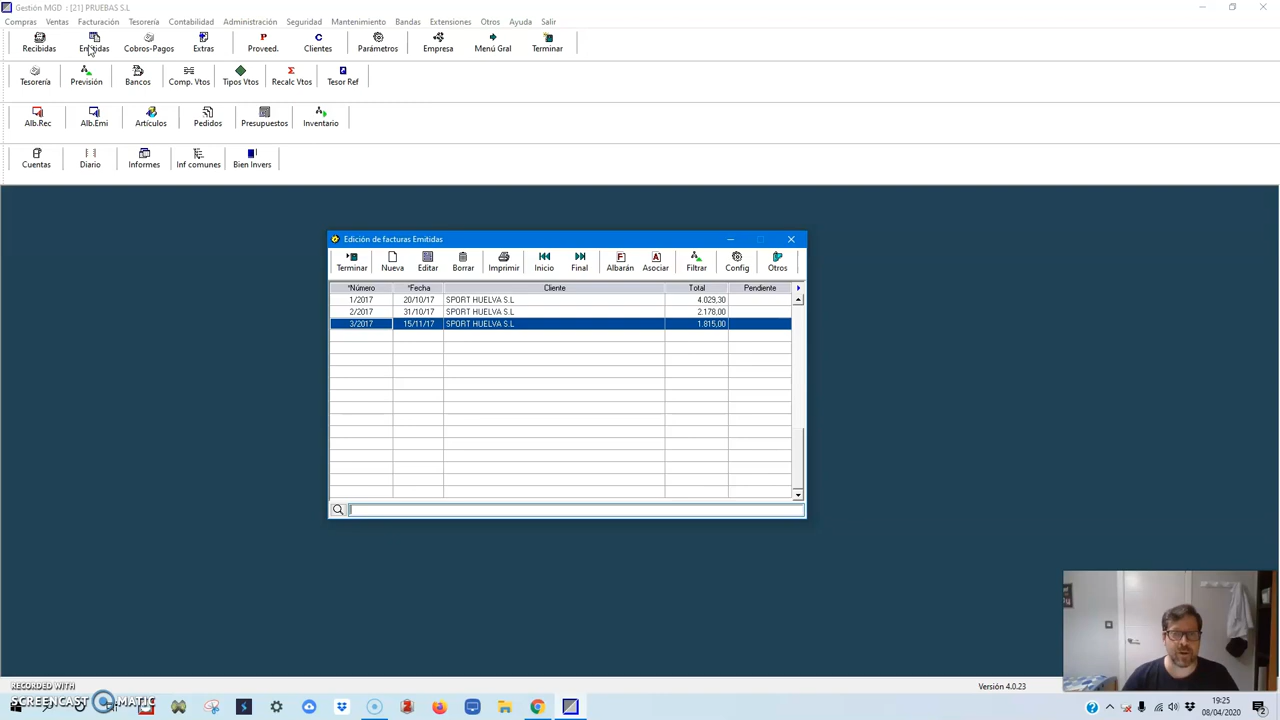 Gestión MGD : [21] PRUEBAS S.L
Compras Ventas Facturación Tesorería Contabilidad Administración Seguridad Mantenimiento Bandas Extensiones Otros Ayuda Salir
Recibidas Emitidas Cobros-Pagos Extras Proveed. Clientes Parámetros Empresa Menú Gral Terminar
Tesorería Previsión Bancos Comp. Vtos Tipos Vtos Recalc Vtos Tesor Ref
Alb.Rec Alb.Emi Artículos Pedidos Presupuestos Inventario
Cuentas Diario Informes Inf comunes Bien Invers
Edición de facturas Emitidas
Terminar Nueva Editar Borrar Imprimir Inicio Final Albarán Asociar Filtrar Config Otros
*Número *Fecha Cliente Total Pendiente
1/2017 20/10/17 SPORT HUELVA S.L 4.029,30
2/2017 31/10/17 SPORT HUELVA S.L 2.178,00
3/2017 15/11/17 SPORT HUELVA S.L 1.815,00
Versión 4.0.23
RECORDED WITH
SCREENCAST MATIC
19:25
08/04/2020
2